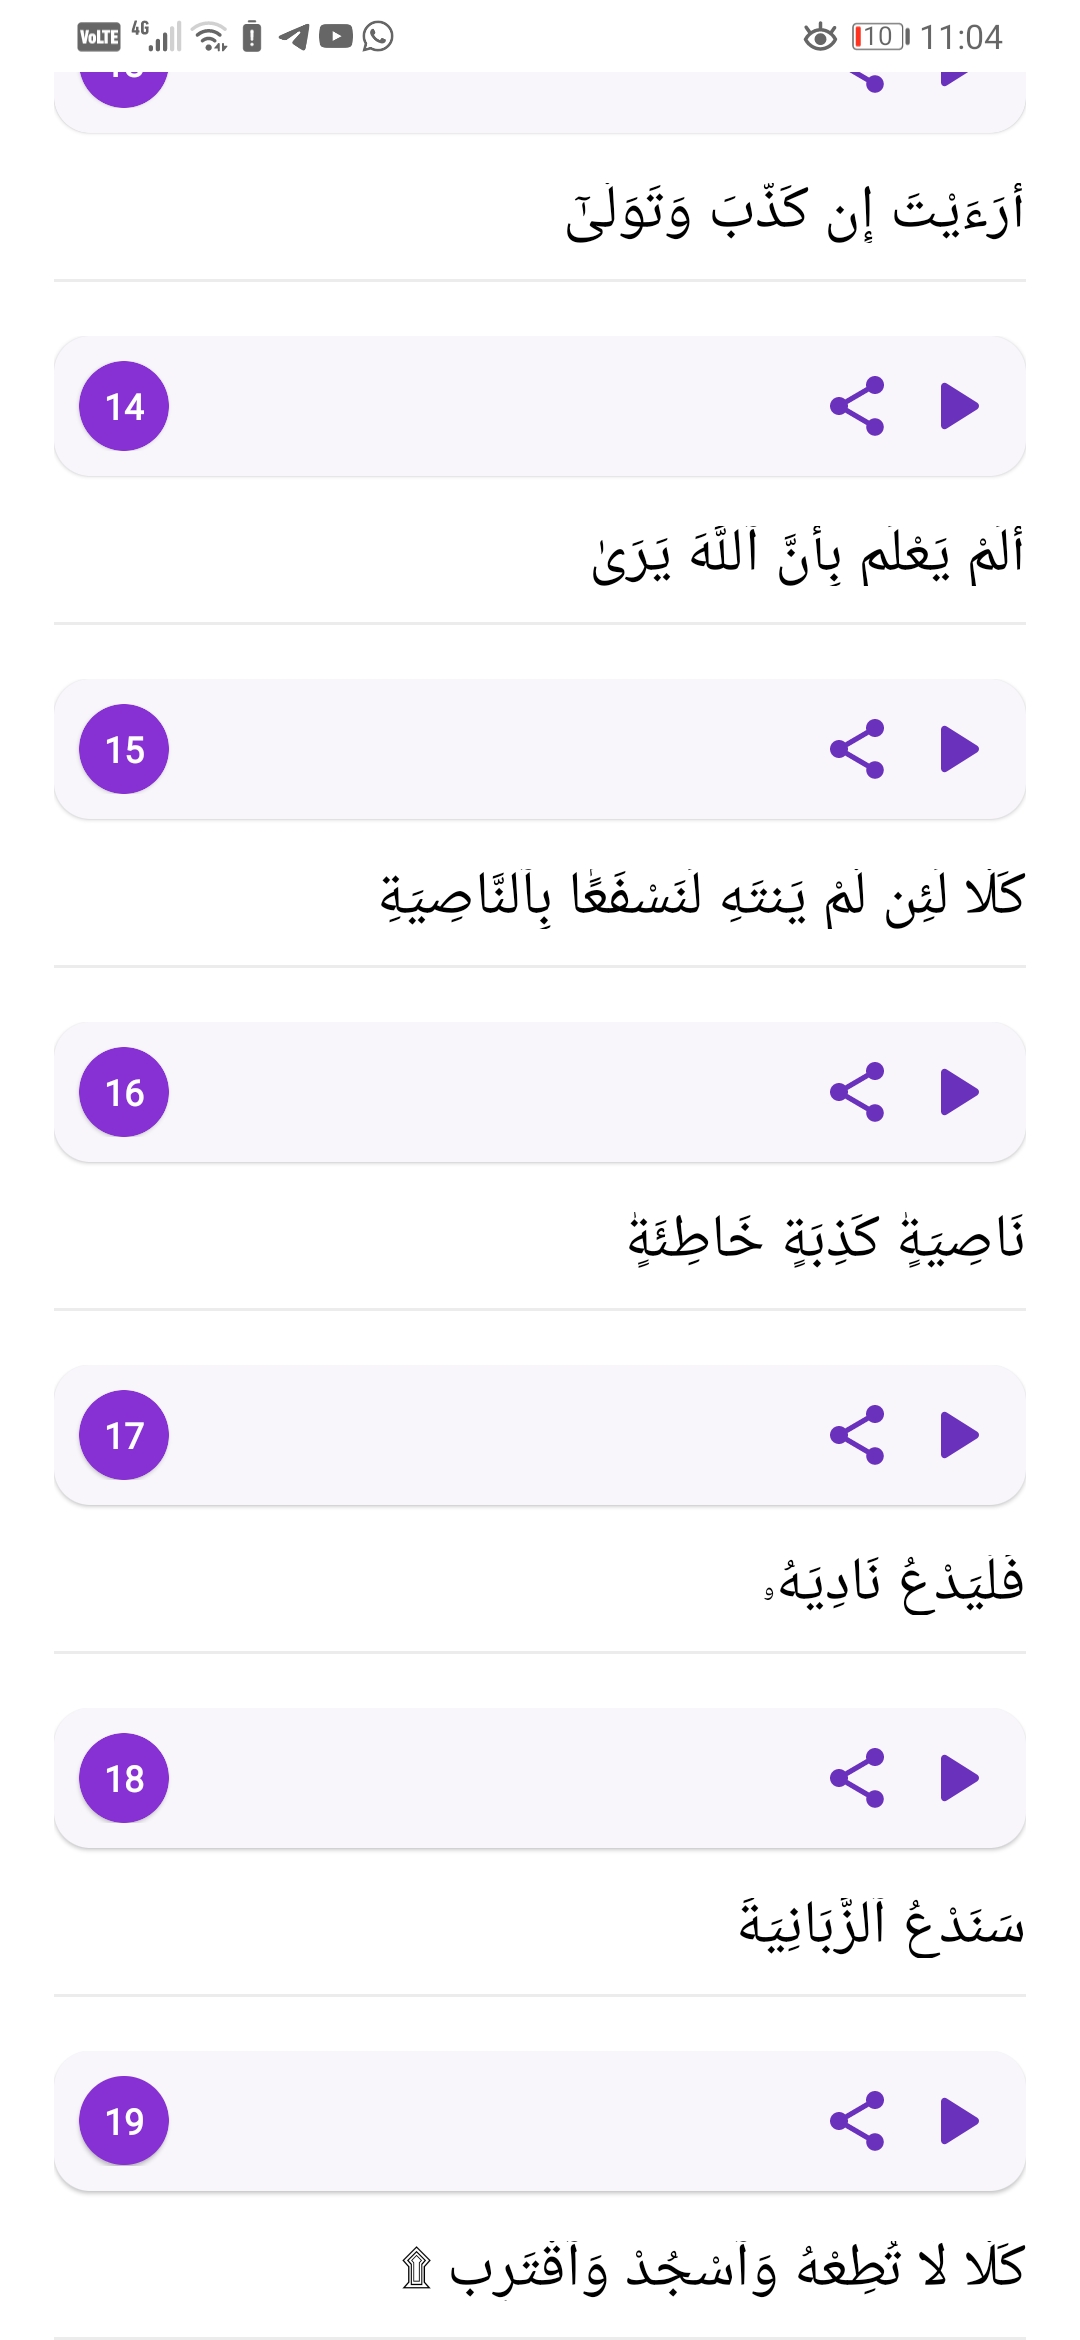 VoLTE 4G 10 11:04
أَرَءَيْتَ إِن كَذَّبَ وَتَوَلَّىٰٓ
14
أَلَمْ يَعْلَم بِأَنَّ ٱللَّهَ يَرَىٰ
15
كَلَّا لَئِن لَّمْ يَنتَهِ لَنَسْفَعًۢا بِٱلنَّاصِيَةِ
16
نَاصِيَةٍۢ كَٰذِبَةٍ خَاطِئَةٍۢ
17
فَلْيَدْعُ نَادِيَهُۥ
18
سَنَدْعُ ٱلزَّبَانِيَةَ
19
كَلَّا لَا تُطِعْهُ وَٱسْجُدْ وَٱقْتَرِب ۩